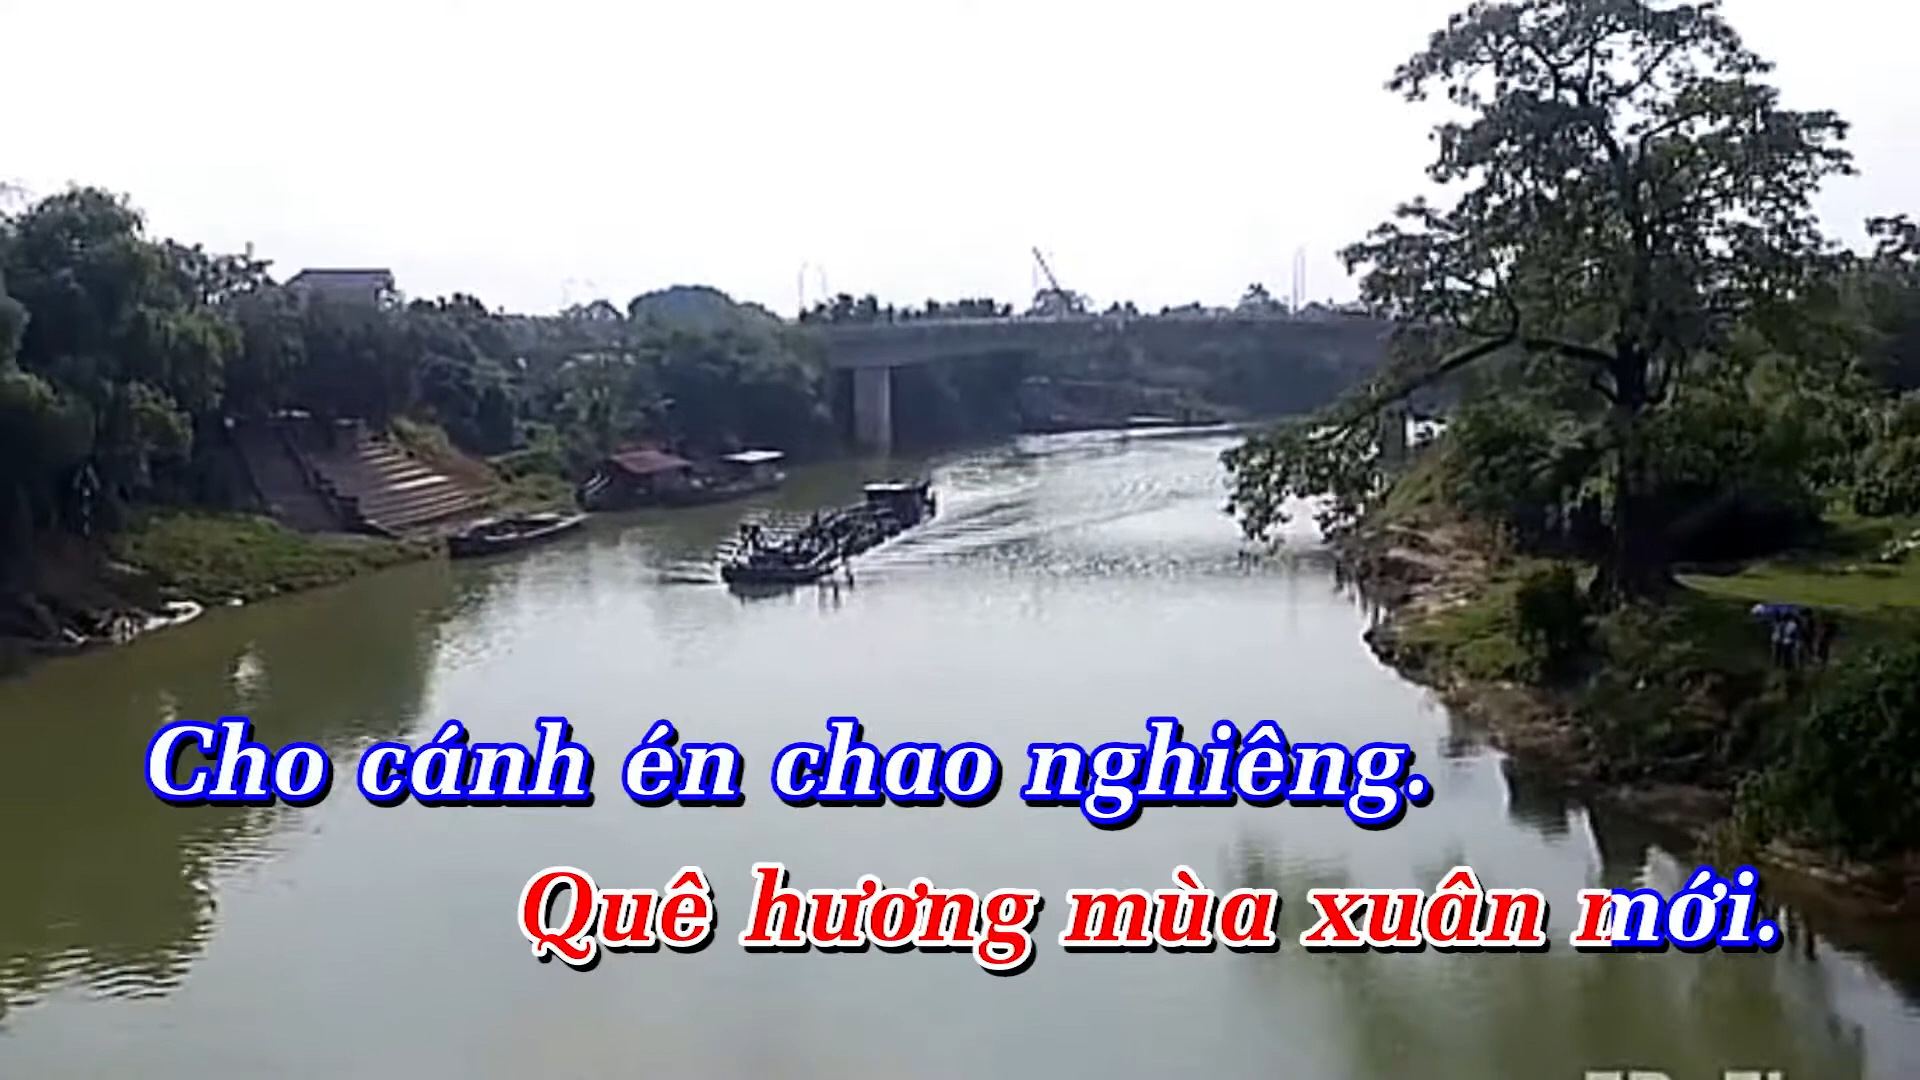 Cho cánh én chao nghiêng.
Quê hương mùa xuân mới.